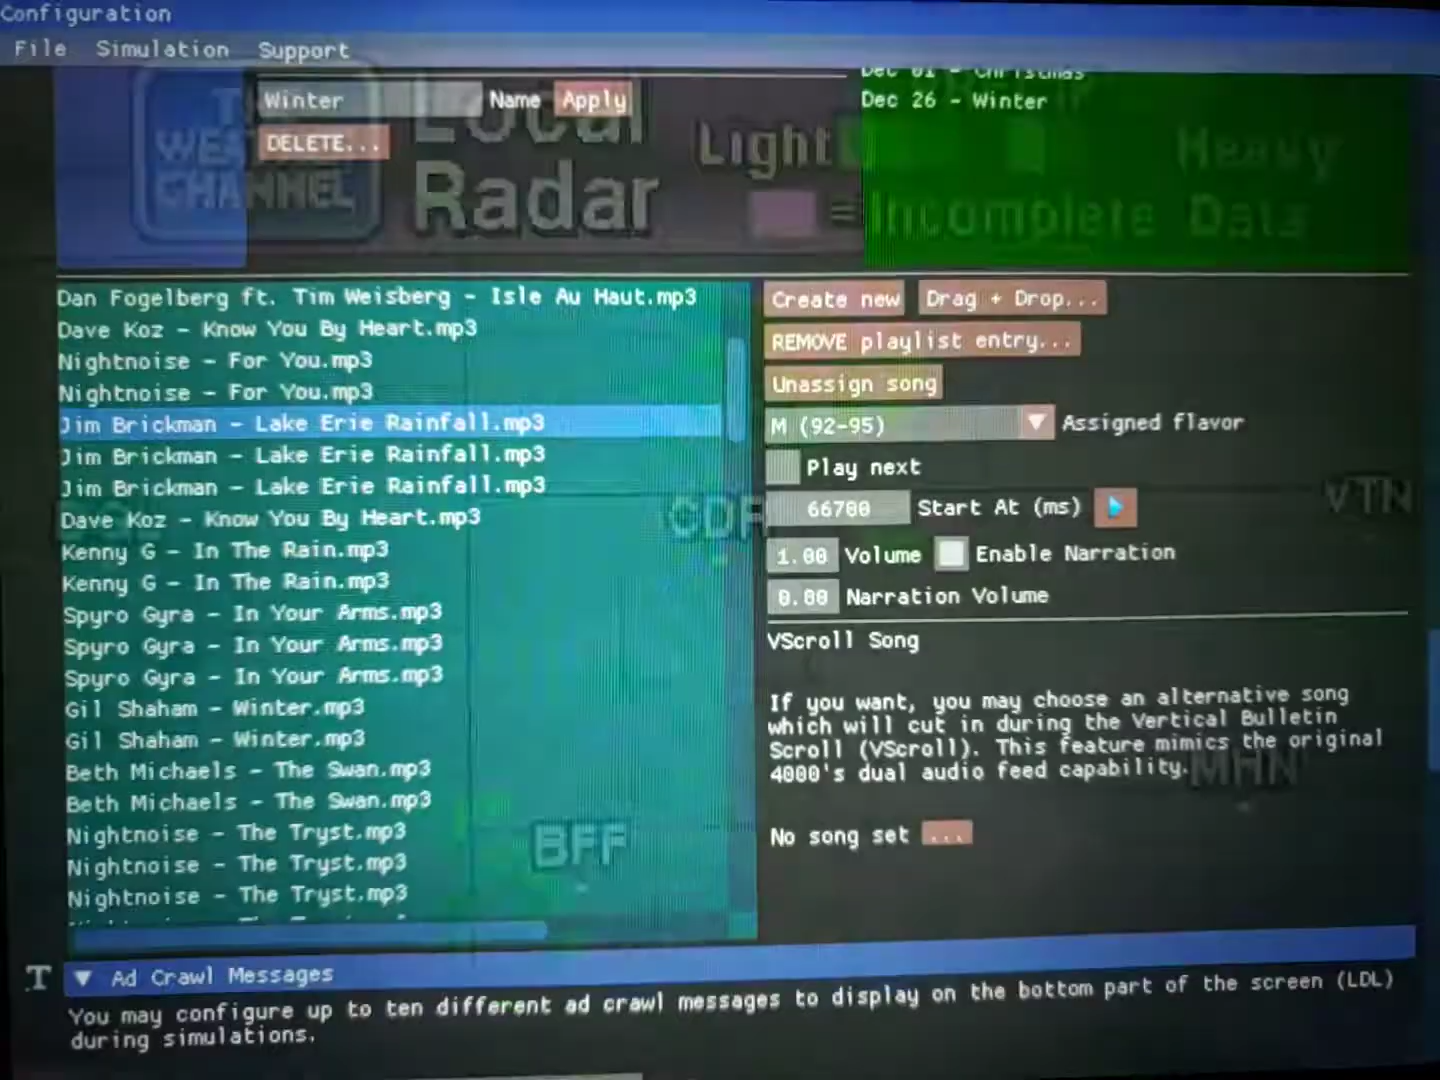 Configuration
File Simulation Support
Dec 01 - Christmas
Winter Name Apply
Dec 26 - Winter
DELETE...
THE WEATHER CHANNEL
Local Radar
Light Heavy
= Incomplete Data
Dan Fogelberg ft. Tim Weisberg - Isle Au Haut.mp3
Dave Koz - Know You By Heart.mp3
Nightnoise - For You.mp3
Nightnoise - For You.mp3
Jim Brickman - Lake Erie Rainfall.mp3
Jim Brickman - Lake Erie Rainfall.mp3
Jim Brickman - Lake Erie Rainfall.mp3
Dave Koz - Know You By Heart.mp3
Kenny G - In The Rain.mp3
Kenny G - In The Rain.mp3
Spyro Gyra - In Your Arms.mp3
Spyro Gyra - In Your Arms.mp3
Spyro Gyra - In Your Arms.mp3
Gil Shaham - Winter.mp3
Gil Shaham - Winter.mp3
Beth Michaels - The Swan.mp3
Beth Michaels - The Swan.mp3
Nightnoise - The Tryst.mp3
Nightnoise - The Tryst.mp3
Nightnoise - The Tryst.mp3
Create new Drag + Drop...
REMOVE playlist entry...
Unassign song
M (92-95) Assigned flavor
Play next
66700 Start At (ms)
1.00 Volume Enable Narration
0.00 Narration Volume
VScroll Song
If you want, you may choose an alternative song
which will cut in during the Vertical Bulletin
Scroll (VScroll). This feature mimics the original
4000's dual audio feed capability.
No song set ...
CDR
VTN
MHN
BFF
T
Ad Crawl Messages
You may configure up to ten different ad crawl messages to display on the bottom part of the screen (LDL)
during simulations.